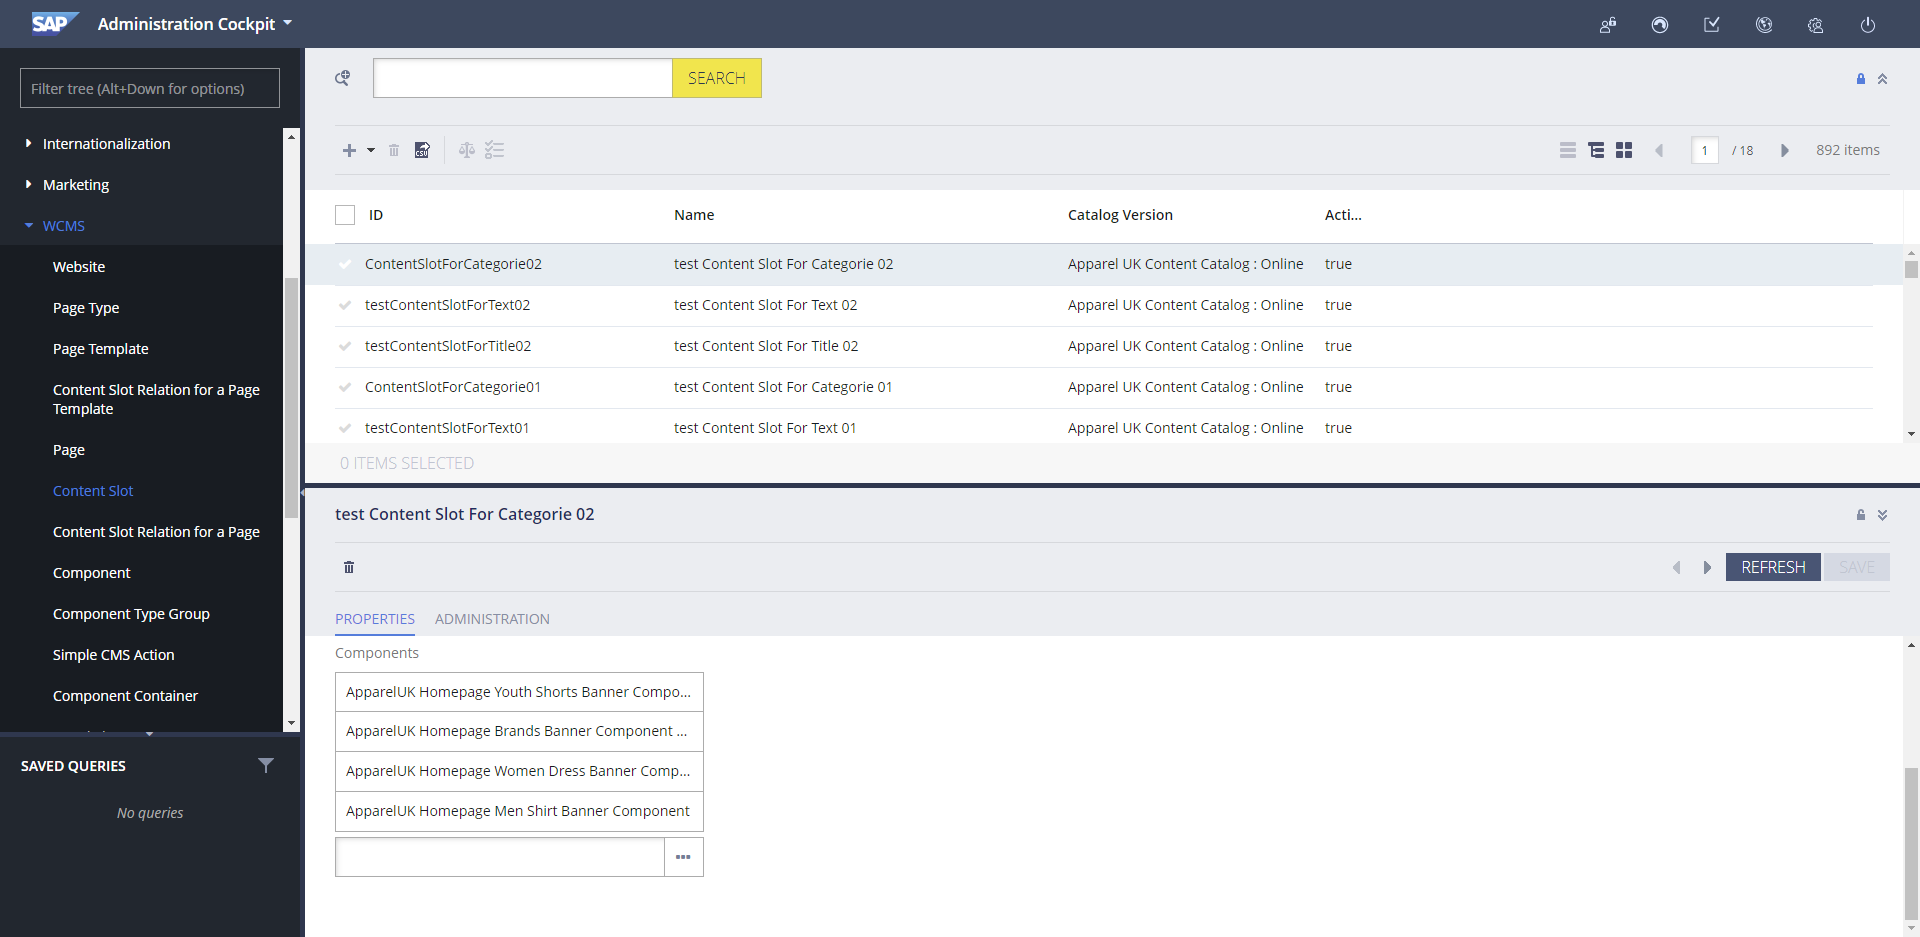 SAP Administration Cockpit
Filter tree (Alt+Down for options)
Internationalization
Marketing
WCMS
Website
Page Type
Page Template
Content Slot Relation for a Page
Template
Page
Content Slot
Content Slot Relation for a Page
Component
Component Type Group
Simple CMS Action
Component Container
SAVED QUERIES
No queries
SEARCH
CSV
1 / 18 892 items
ID Name Catalog Version Acti...
ContentSlotForCategorie02 test Content Slot For Categorie 02 Apparel UK Content Catalog : Online true
testContentSlotForText02 test Content Slot For Text 02 Apparel UK Content Catalog : Online true
testContentSlotForTitle02 test Content Slot For Title 02 Apparel UK Content Catalog : Online true
ContentSlotForCategorie01 test Content Slot For Categorie 01 Apparel UK Content Catalog : Online true
testContentSlotForText01 test Content Slot For Text 01 Apparel UK Content Catalog : Online true
0 ITEMS SELECTED
test Content Slot For Categorie 02
REFRESH SAVE
PROPERTIES ADMINISTRATION
Components
ApparelUK Homepage Youth Shorts Banner Compo...
ApparelUK Homepage Brands Banner Component ...
ApparelUK Homepage Women Dress Banner Comp...
ApparelUK Homepage Men Shirt Banner Component